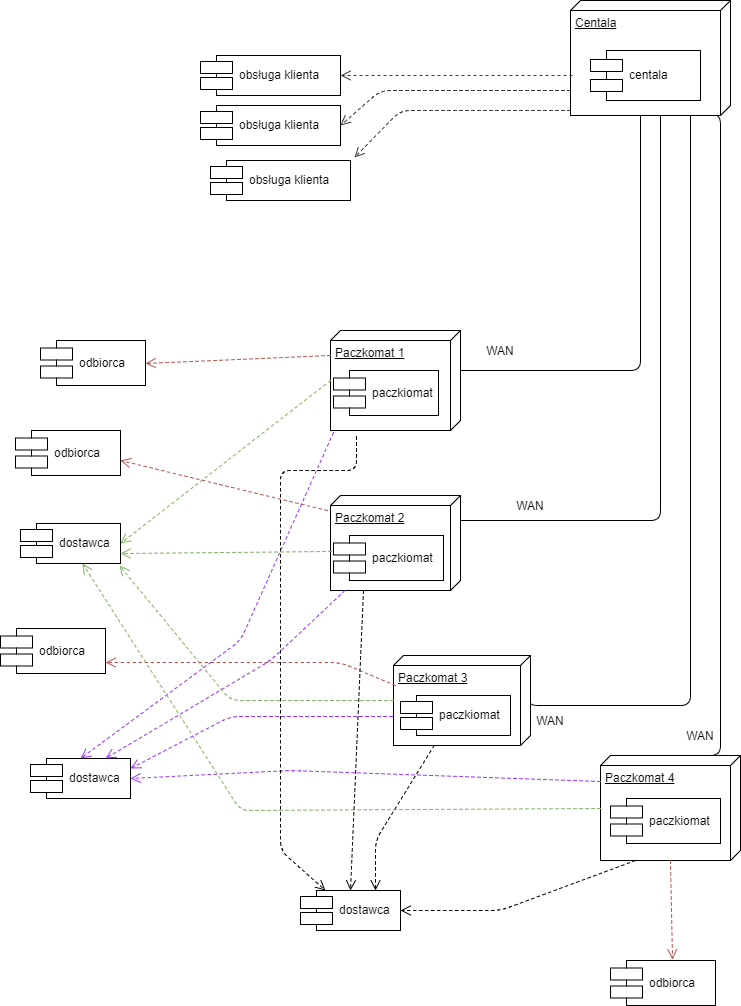 Centala
centala
obsługa klienta
obsługa klienta
obsługa klienta
Paczkomat 1
WAN
odbiorca
paczkiomat
odbiorca
Paczkomat 2
WAN
dostawca
paczkiomat
odbiorca
Paczkomat 3
paczkiomat
WAN
WAN
dostawca
Paczkomat 4
paczkiomat
dostawca
odbiorca